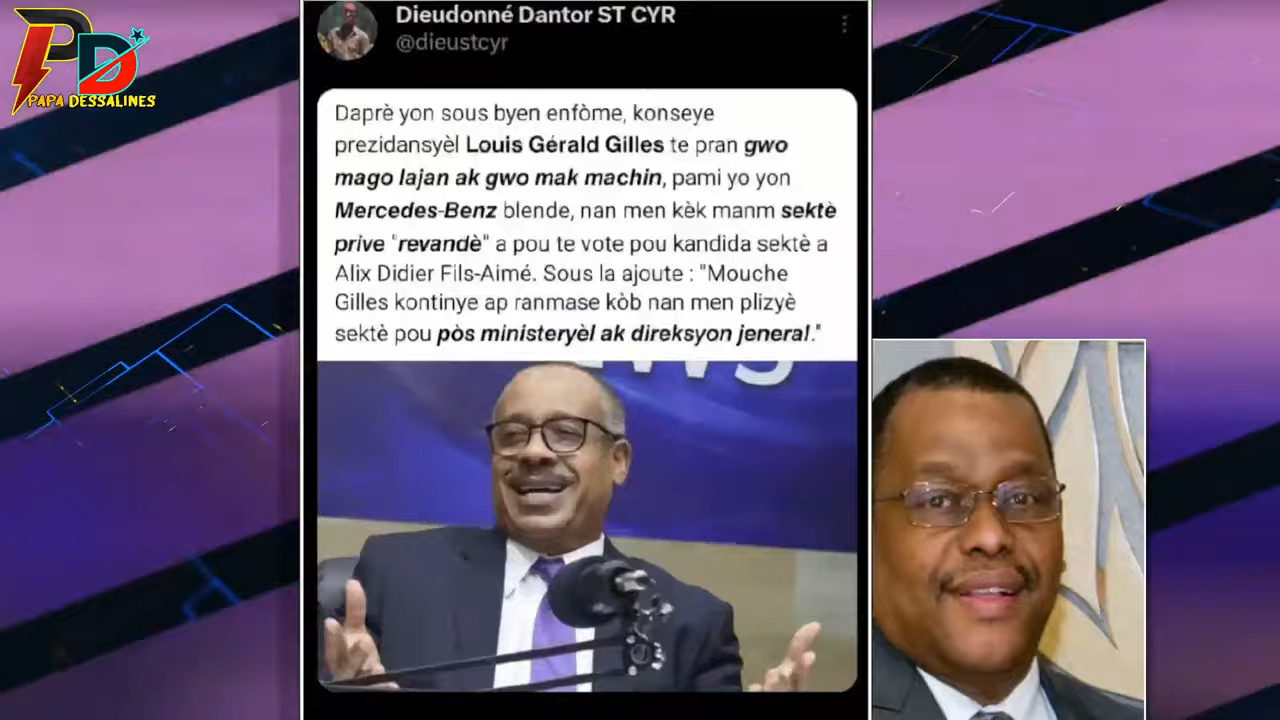 PD
PAPA DESSALINES
Dieudonné Dantor ST CYR
@dieustcyr
Daprè yon sous byen enfòme, konseye
prezidansyèl Louis Gérald Gilles te pran gwo
mago lajan ak gwo mak machin, pami yo yon
Mercedes-Benz blende, nan men kèk manm sektè
prive "revandè" a pou te vote pou kandida sektè a
Alix Didier Fils-Aimé. Sous la ajoute : "Mouche
Gilles kontinye ap ranmase kòb nan men plizyè
sektè pou pòs ministeryèl ak direksyon jeneral."